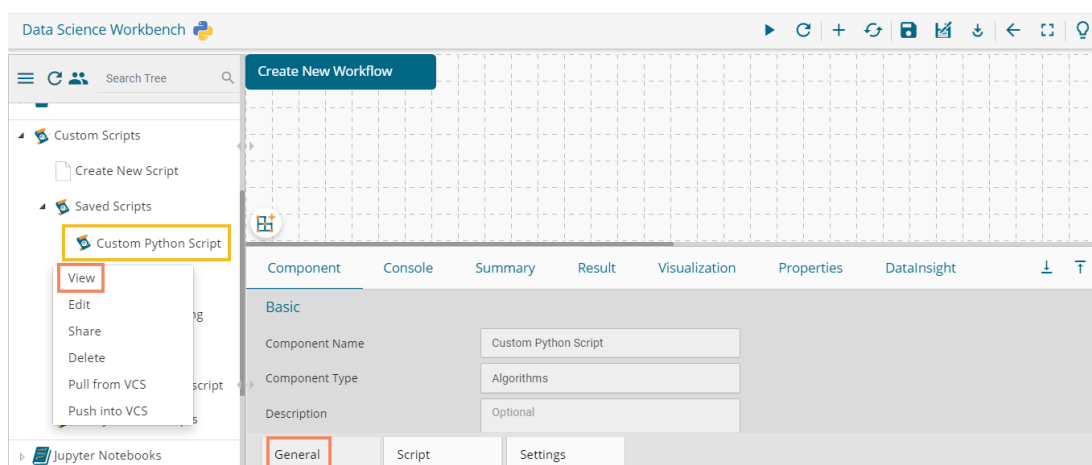 Data Science Workbench
Search Tree
Create New Workflow
Custom Scripts
Create New Script
Saved Scripts
Custom Python Script
View
Edit
Share
Delete
Pull from VCS
Push into VCS
ng
script
s
Jupyter Notebooks
Component Console Summary Result Visualization Properties DataInsight
Basic
Component Name Custom Python Script
Component Type Algorithms
Description Optional
General Script Settings